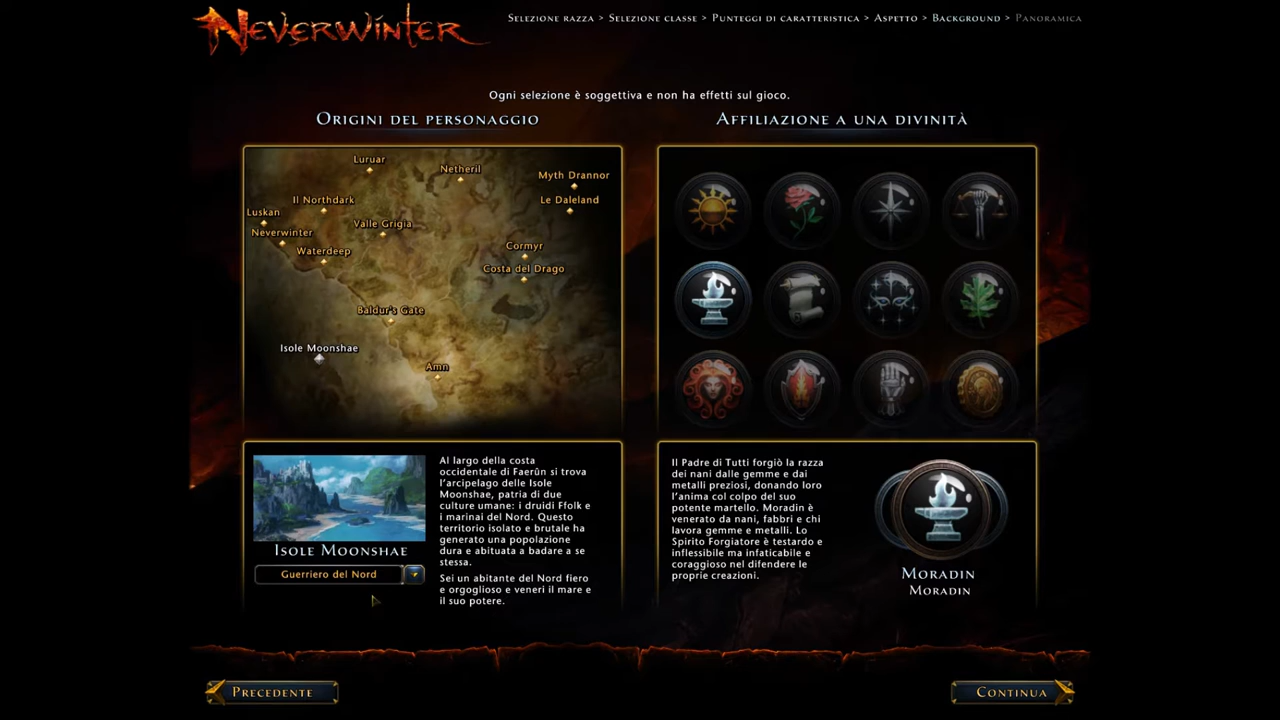 NEVERWINTER
SELEZIONE RAZZA > SELEZIONE CLASSE > PUNTEGGI DI CARATTERISTICA > ASPETTO > BACKGROUND > PANORAMICA
Ogni selezione è soggettiva e non ha effetti sul gioco.
ORIGINI DEL PERSONAGGIO
Luruar
Netheril
Myth Drannor
Il Northdark
Le Daleland
Luskan
Valle Grigia
Neverwinter
Waterdeep
Cormyr
Costa del Drago
Baldur's Gate
Isole Moonshae
Amn
ISOLE MOONSHAE
Guerriero del Nord
Al largo della costa
occidentale di Faerûn si trova
l'arcipelago delle Isole
Moonshae, patria di due
culture umane: i druidi Ffolk e
i marinai del Nord. Questo
territorio isolato e brutale ha
generato una popolazione
dura e abituata a badare a se
stessa.
Sei un abitante del Nord fiero
e orgoglioso e veneri il mare e
il suo potere.
AFFILIAZIONE A UNA DIVINITÀ
Il Padre di Tutti forgiò la razza
dei nani dalle gemme e dai
metalli preziosi, donando loro
l'anima col colpo del suo
potente martello. Moradin è
venerato da nani, fabbri e chi
lavora gemme e metalli. Lo
Spirito Forgiatore è testardo e
inflessibile ma infaticabile e
coraggioso nel difendere le
proprie creazioni.
MORADIN
MORADIN
PRECEDENTE
CONTINUA